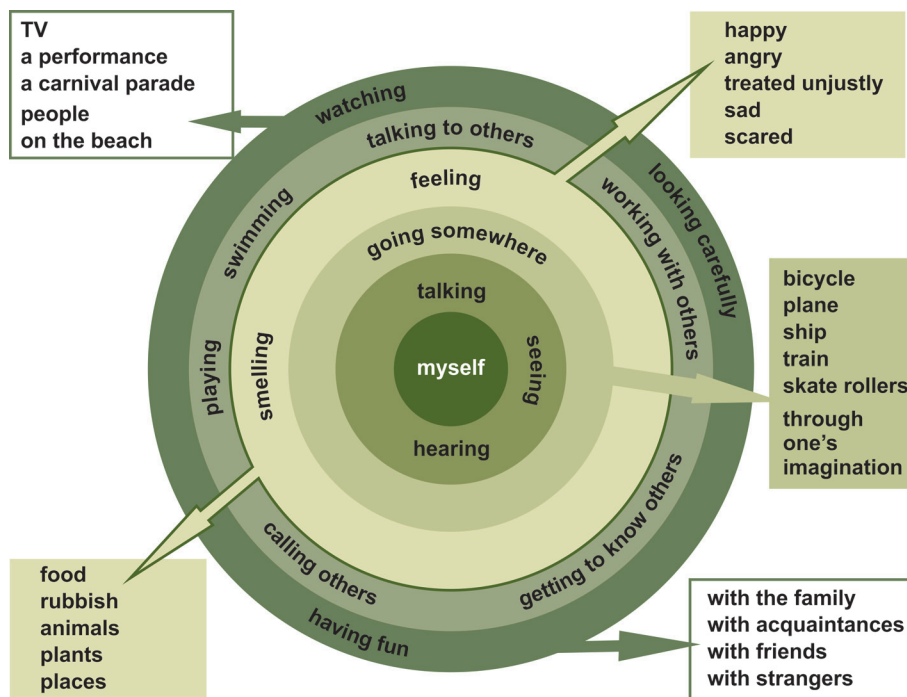 TV
a performance
a carnival parade
people
on the beach
happy
angry
treated unjustly
sad
scared
watching
talking to others
feeling
looking carefully
swimming
working with others
going somewhere
talking
seeing
myself
hearing
smelling
playing
bicycle
plane
ship
train
skate rollers
through
one's
imagination
calling others
getting to know others
having fun
food
rubbish
animals
plants
places
with the family
with acquaintances
with friends
with strangers